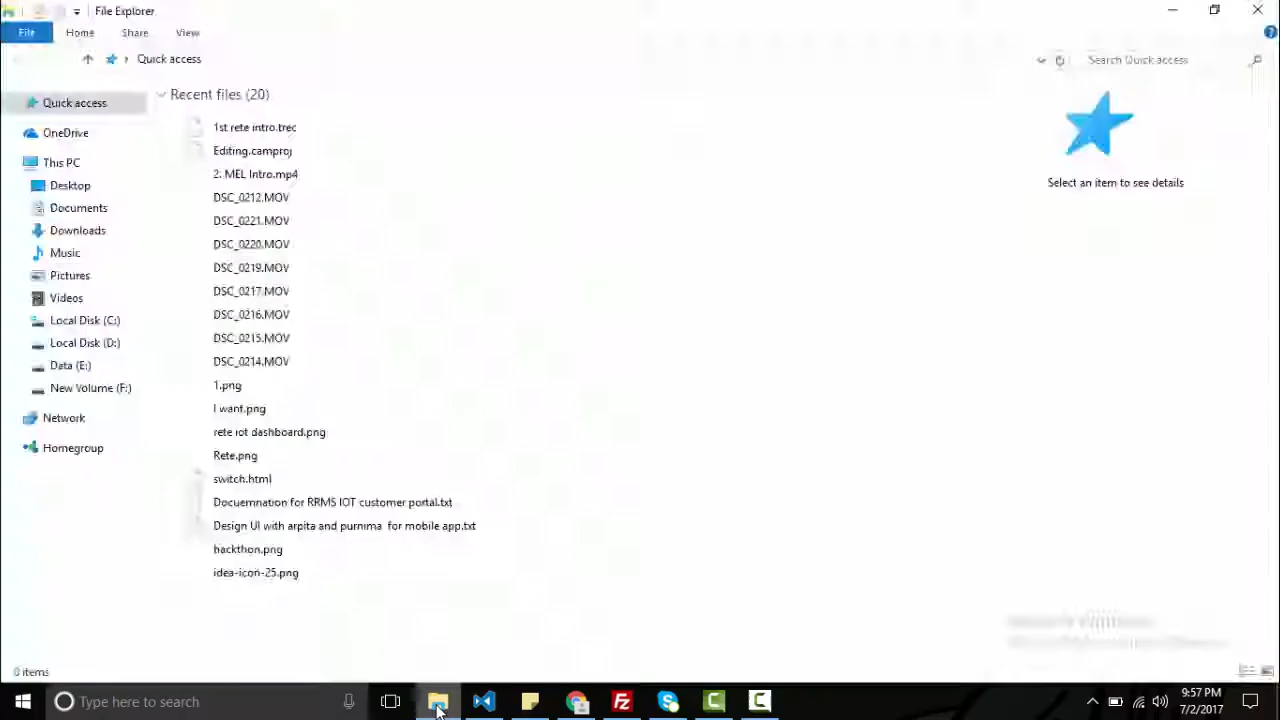 File Explorer
File Home Share View
Quick access
Search Quick access
Quick access
OneDrive
This PC
Desktop
Documents
Downloads
Music
Pictures
Videos
Local Disk (C:)
Local Disk (D:)
Data (E:)
New Volume (F:)
Network
Homegroup
Recent files (20)
1st rete intro.trec
Editing.camproj
2. MEL Intro.mp4
DSC_0212.MOV
DSC_0221.MOV
DSC_0220.MOV
DSC_0219.MOV
DSC_0217.MOV
DSC_0216.MOV
DSC_0215.MOV
DSC_0214.MOV
1.png
I want.png
rete iot dashboard.png
Rete.png
switch.html
Docuemnation for RRMS IOT customer portal.txt
Design UI with arpita and purnima for mobile app.txt
hackthon.png
idea-icon-25.png
Select an item to see details
0 items
Type here to search
9:57 PM
7/2/2017